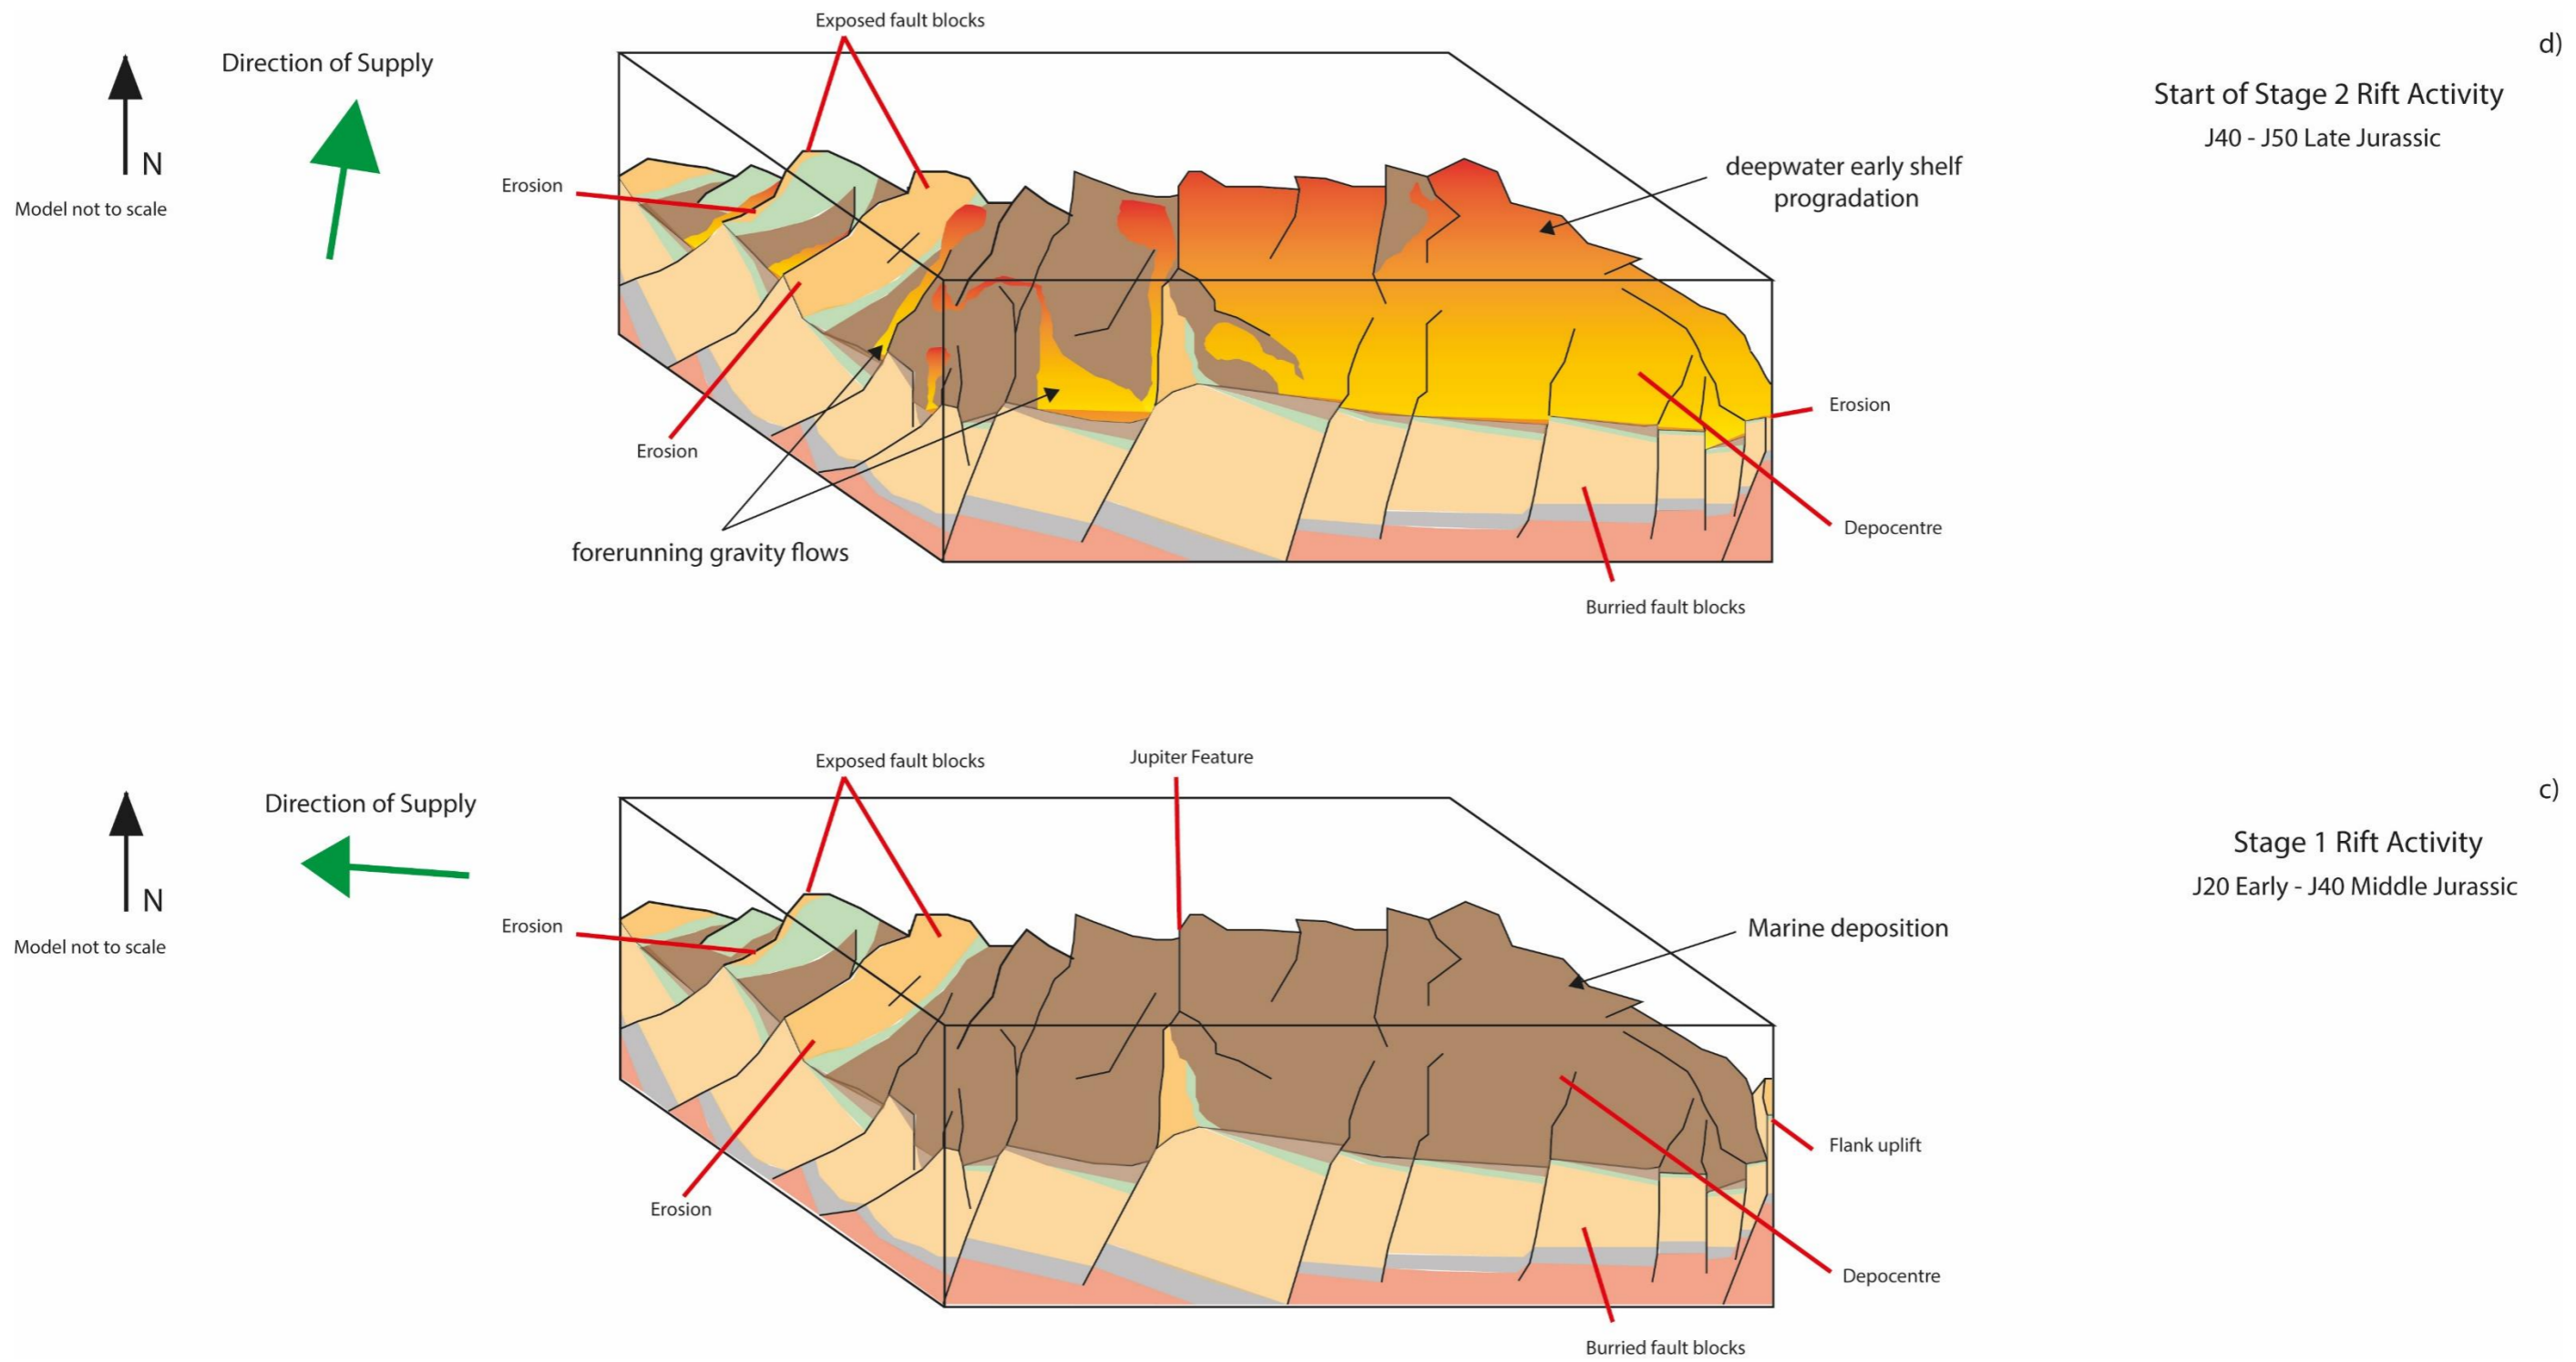 Exposed fault blocks
d)
Direction of Supply
Start of Stage 2 Rift Activity
J40 - J50 Late Jurassic
N
Model not to scale
Erosion
deepwater early shelf
progradation
Erosion
Erosion
Depocentre
forerunning gravity flows
Burried fault blocks
Exposed fault blocks
Jupiter Feature
c)
Direction of Supply
Stage 1 Rift Activity
J20 Early - J40 Middle Jurassic
N
Model not to scale
Erosion
Marine deposition
Flank uplift
Erosion
Depocentre
Burried fault blocks